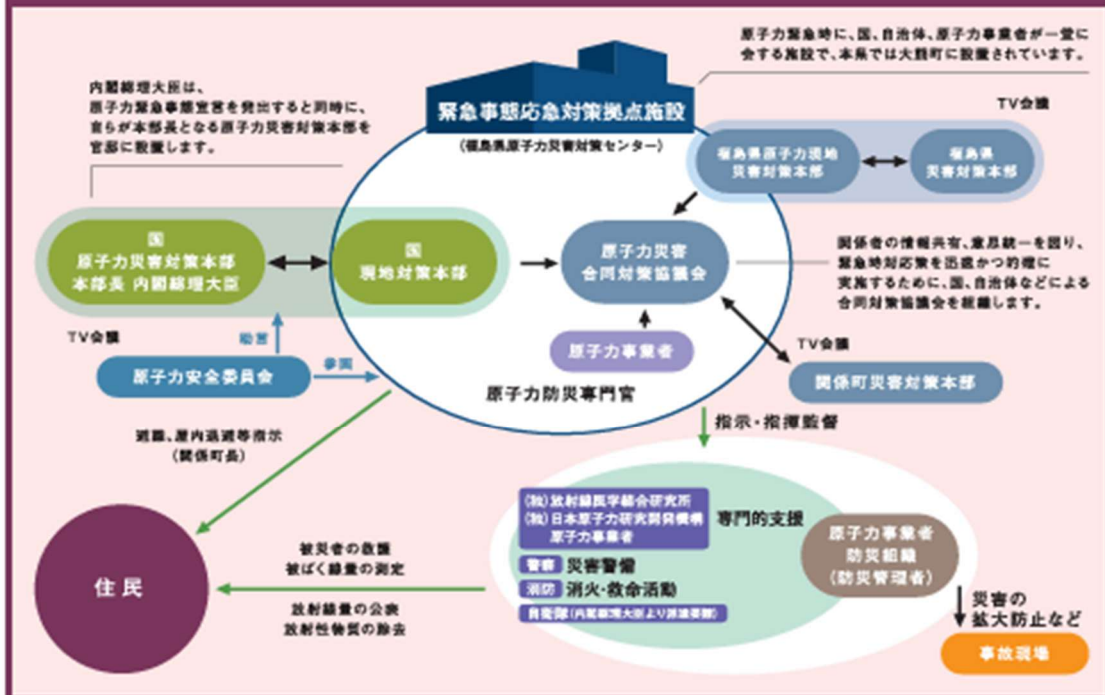 原子力緊急時に、国、自治体、原子力事業者が一堂に
会する施設で、本県では大熊町に設置されています。
内閣総理大臣は、
原子力緊急事態宣言を発出すると同時に、
自らが本部長となる原子力災害対策本部を
官邸に設置します。
緊急事態応急対策拠点施設
(福島県原子力災害対策センター)
TV会議
福島県原子力現地
災害対策本部
福島県
災害対策本部
国
原子力災害対策本部
本部長 内閣総理大臣
国
現地対策本部
原子力災害
合同対策協議会
関係者の情報共有、意思統一を図り、
緊急時対応策を迅速かつ的確に
実施するために、国、自治体などによる
合同対策協議会を組織します。
TV会議
助言
原子力安全委員会
参画
原子力事業者
原子力防災専門官
TV会議
関係町災害対策本部
避難、屋内退避等指示
(関係町長)
指示・指揮監督
住民
被災者の救護
被ばく線量の測定
放射線量の公表
放射性物質の除去
(独)放射線医学総合研究所
(独)日本原子力研究開発機構
原子力事業者
専門的支援
警察 災害警備
消防 消火・救命活動
自衛隊(内閣総理大臣より派遣要請)
原子力事業者
防災組織
(防災管理者)
災害の
拡大防止など
事故現場